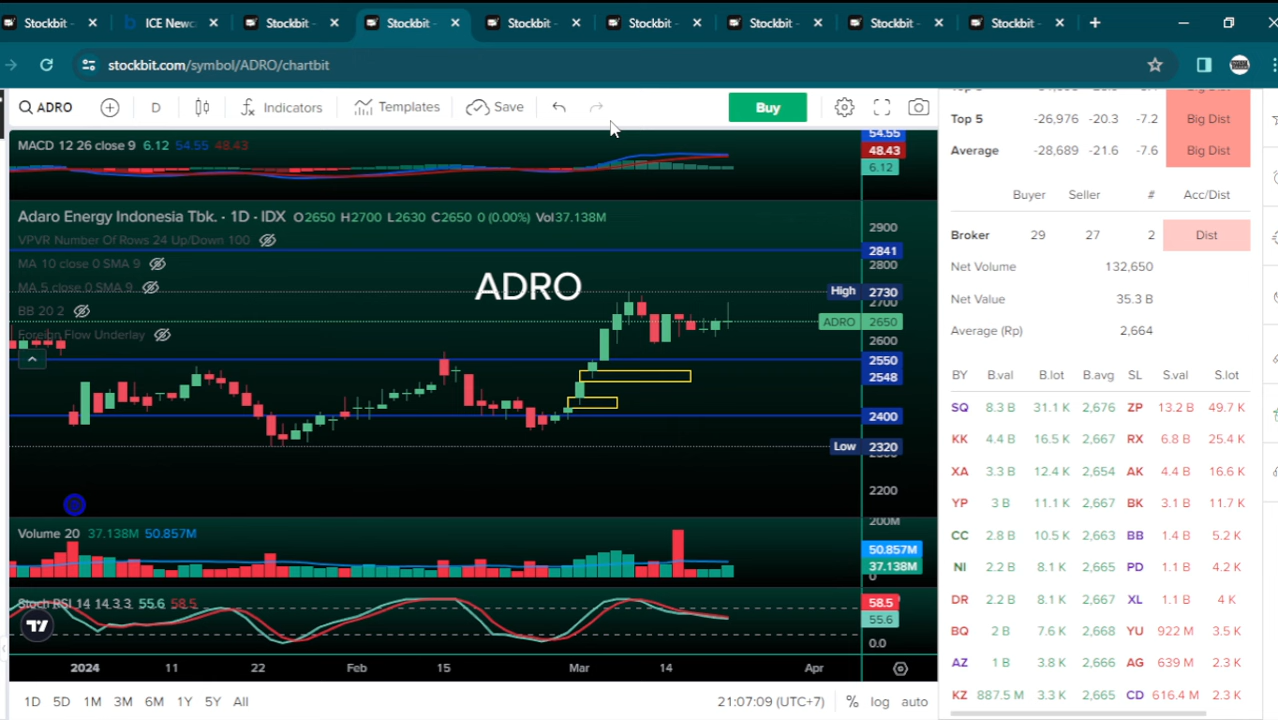 Stockbit - ICE Newca Stockbit - Stockbit - Stockbit - Stockbit - Stockbit - Stockbit - Stockbit -
stockbit.com/symbol/ADRO/chartbit
ADRO D Indicators Templates Save Buy
MACD 12 26 close 9 6.12 54.55 48.43
54.55
48.43
6.12
Adaro Energy Indonesia Tbk. · 1D · IDX O2650 H2700 L2630 C2650 0 (0.00%) Vol37.138M
VPVR Number Of Rows 24 Up/Down 100
MA 10 close 0 SMA 9
MA 5 close 0 SMA 9
BB 20 2
Foreign Flow Underlay
ADRO
2900
2841
2800
High 2730
2700
ADRO 2650
2600
2550
2548
2400
Low 2320
2200
Volume 20 37.138M 50.857M
200M
50.857M
37.138M
0
Stoch RSI 14 14 3 3 55.6 58.5
58.5
55.6
0.0
2024 11 22 Feb 15 Mar 14 Apr
1D 5D 1M 3M 6M 1Y 5Y All 21:07:09 (UTC+7) % log auto
Top 5 -26,976 -20.3 -7.2 Big Dist
Average -28,689 -21.6 -7.6 Big Dist
Buyer Seller # Acc/Dist
Broker 29 27 2 Dist
Net Volume 132,650
Net Value 35.3 B
Average (Rp) 2,664
BY B.val B.lot B.avg SL S.val S.lot
SQ 8.3 B 31.1 K 2,676 ZP 13.2 B 49.7 K
KK 4.4 B 16.5 K 2,667 RX 6.8 B 25.4 K
XA 3.3 B 12.4 K 2,654 AK 4.4 B 16.6 K
YP 3 B 11.1 K 2,667 BK 3.1 B 11.7 K
CC 2.8 B 10.5 K 2,663 BB 1.4 B 5.2 K
NI 2.2 B 8.1 K 2,665 PD 1.1 B 4.2 K
DR 2.2 B 8.1 K 2,667 XL 1.1 B 4 K
BQ 2 B 7.6 K 2,668 YU 922 M 3.5 K
AZ 1 B 3.8 K 2,666 AG 639 M 2.3 K
KZ 887.5 M 3.3 K 2,665 CD 616.4 M 2.3 K